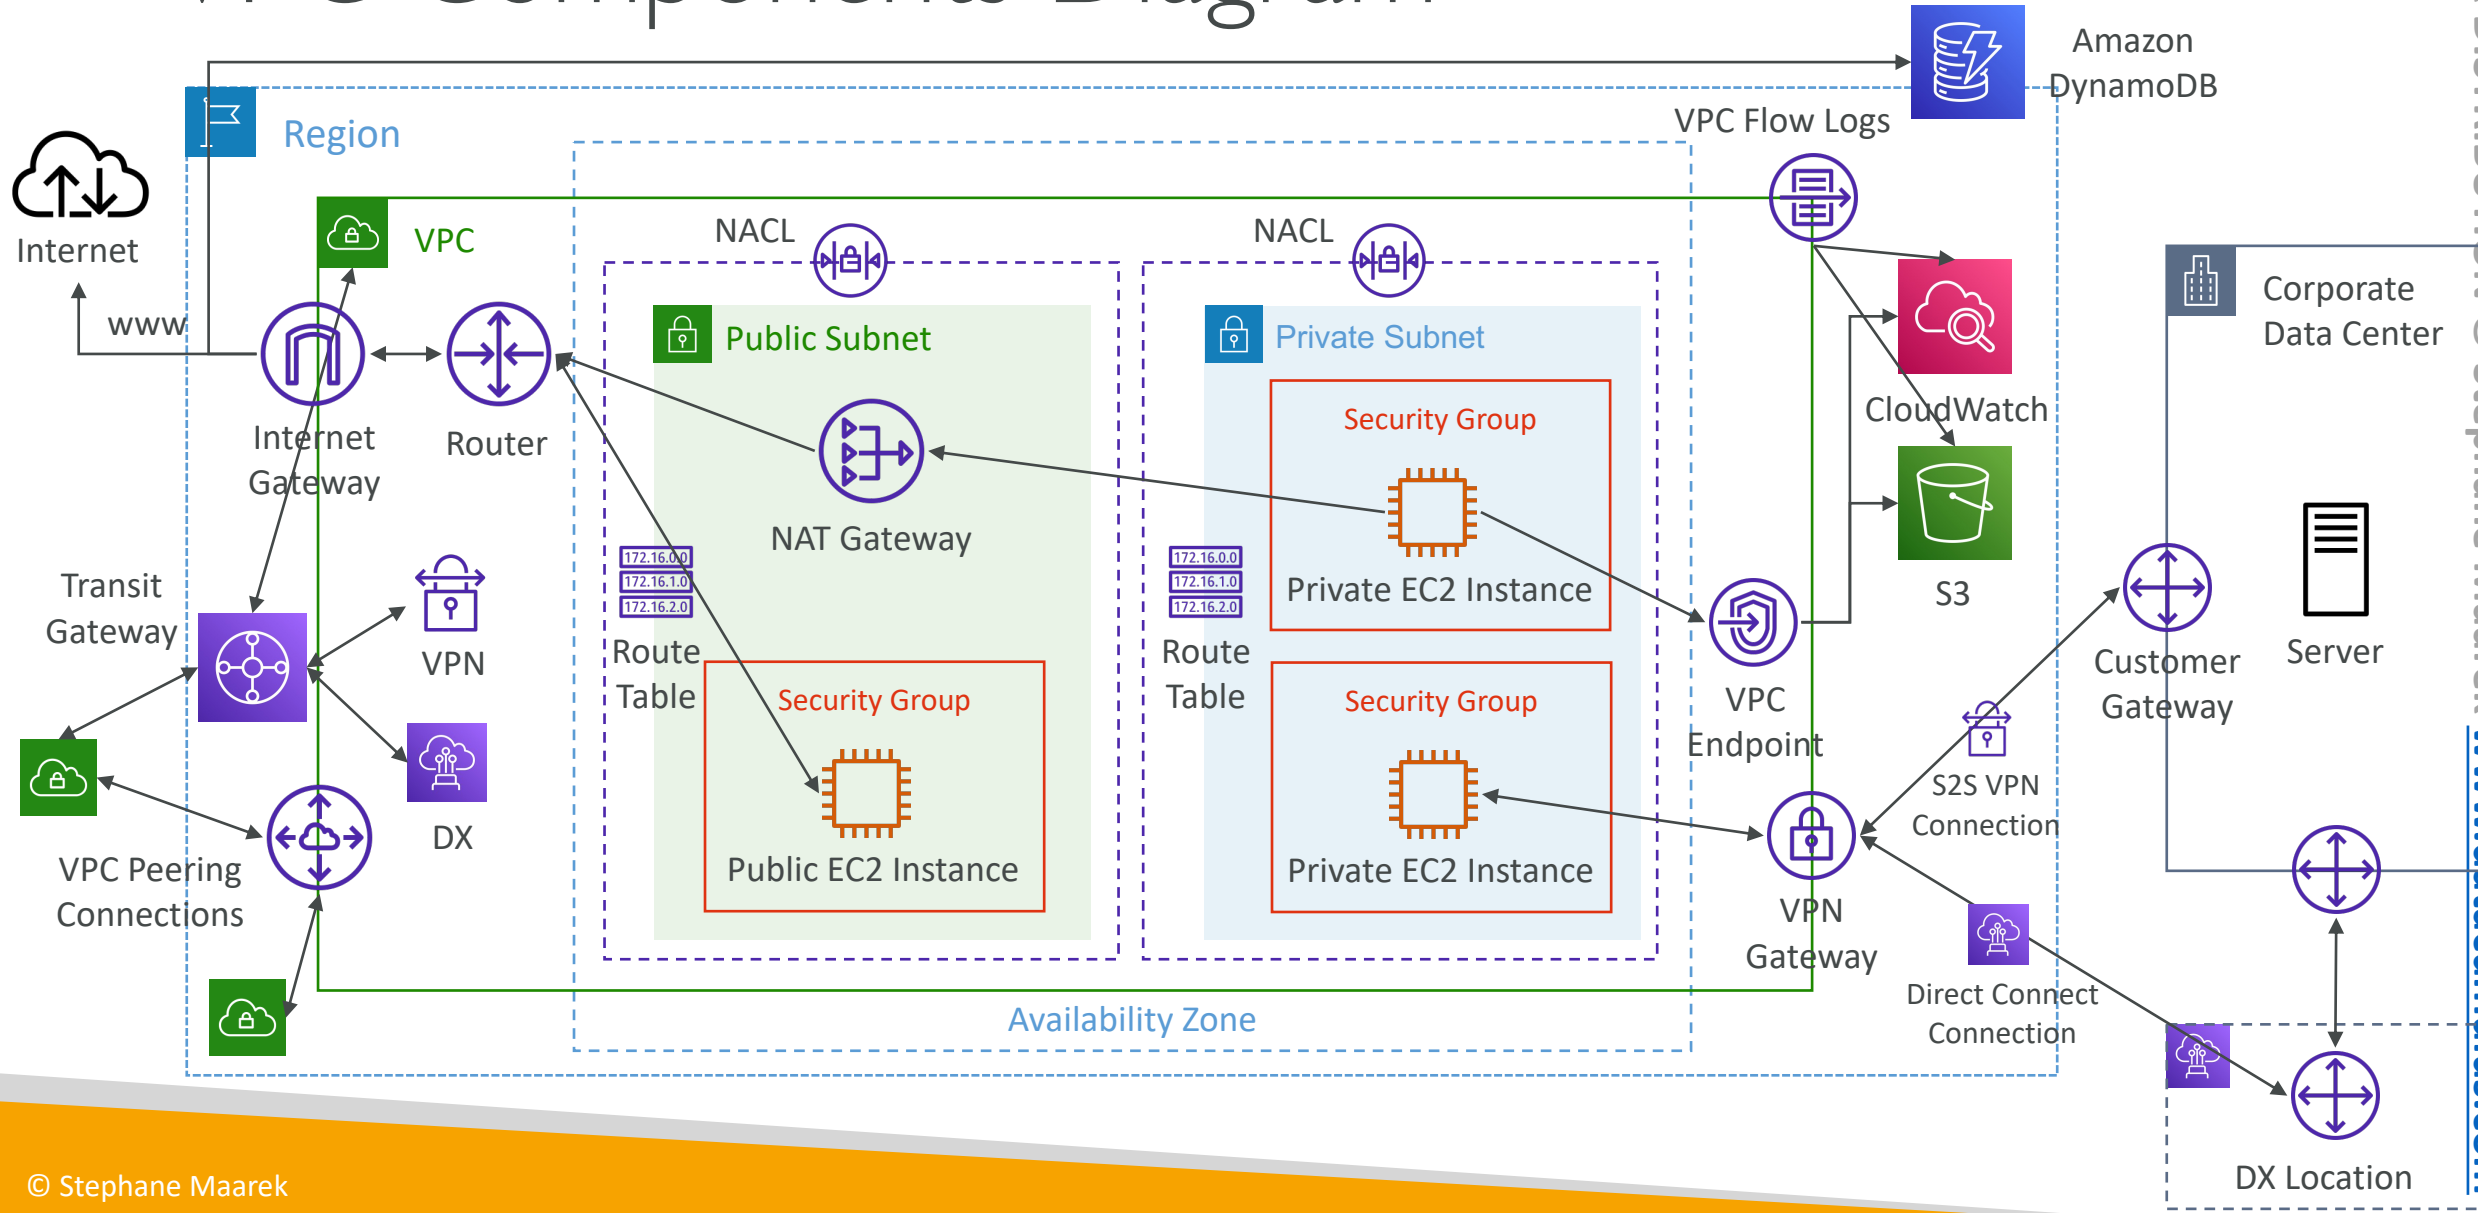 VPC Components Diagram
Amazon
DynamoDB
VPC Flow Logs
Region
Internet
www
VPC
NACL
NACL
Corporate
Data Center
Public Subnet
Private Subnet
Security Group
CloudWatch
Internet
Gateway
Router
NAT Gateway
172.16.0.0
172.16.1.0
172.16.2.0
172.16.0.0
172.16.1.0
172.16.2.0
Private EC2 Instance
S3
Transit
Gateway
VPN
Route
Table
Route
Table
Server
Customer
Gateway
Security Group
Security Group
VPC
Endpoint
S2S VPN
Connection
DX
VPC Peering
Connections
Public EC2 Instance
Private EC2 Instance
VPN
Gateway
Direct Connect
Connection
Availability Zone
DX Location
© Stephane Maarek